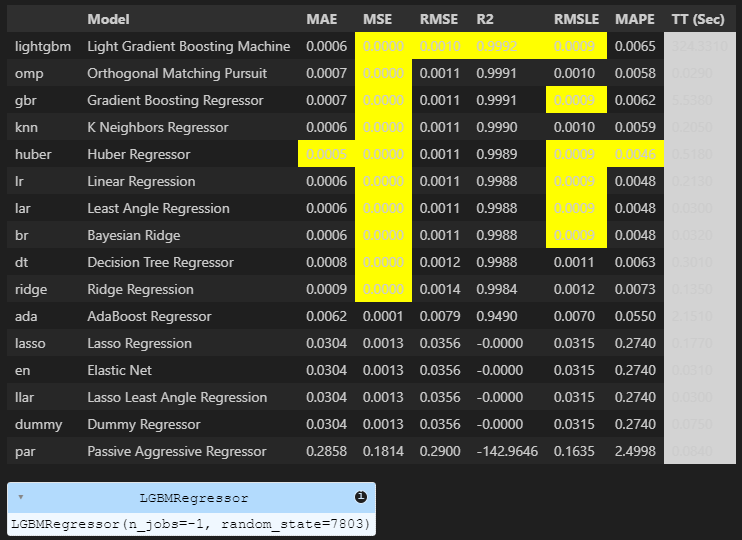 Model MAE MSE RMSE R2 RMSLE MAPE TT (Sec)
lightgbm Light Gradient Boosting Machine 0.0006 0.0000 0.0010 0.9992 0.0009 0.0065
omp Orthogonal Matching Pursuit 0.0007 0.0000 0.0011 0.9991 0.0010 0.0058 0.0290
gbr Gradient Boosting Regressor 0.0007 0.0000 0.0011 0.9991 0.0009 0.0062 5.5380
knn K Neighbors Regressor 0.0006 0.0000 0.0011 0.9990 0.0010 0.0059 0.2050
huber Huber Regressor 0.0005 0.0000 0.0011 0.9989 0.0009 0.0046 0.5180
lr Linear Regression 0.0006 0.0000 0.0011 0.9988 0.0009 0.0048 0.2130
lar Least Angle Regression 0.0006 0.0000 0.0011 0.9988 0.0009 0.0048 0.0300
br Bayesian Ridge 0.0006 0.0000 0.0011 0.9988 0.0009 0.0048 0.0320
dt Decision Tree Regressor 0.0008 0.0000 0.0012 0.9988 0.0011 0.0063 0.3010
ridge Ridge Regression 0.0009 0.0000 0.0014 0.9984 0.0012 0.0073 0.1350
ada AdaBoost Regressor 0.0062 0.0001 0.0079 0.9490 0.0070 0.0550 2.1510
lasso Lasso Regression 0.0304 0.0013 0.0356 -0.0000 0.0315 0.2740 0.1770
en Elastic Net 0.0304 0.0013 0.0356 -0.0000 0.0315 0.2740 0.0310
llar Lasso Least Angle Regression 0.0304 0.0013 0.0356 -0.0000 0.0315 0.2740 0.0300
dummy Dummy Regressor 0.0304 0.0013 0.0356 -0.0000 0.0315 0.2740 0.0750
par Passive Aggressive Regressor 0.2858 0.1814 0.2900 -142.9646 0.1635 2.4998 0.0840
LGBMRegressor i
LGBMRegressor(n_jobs=-1, random_state=7803)